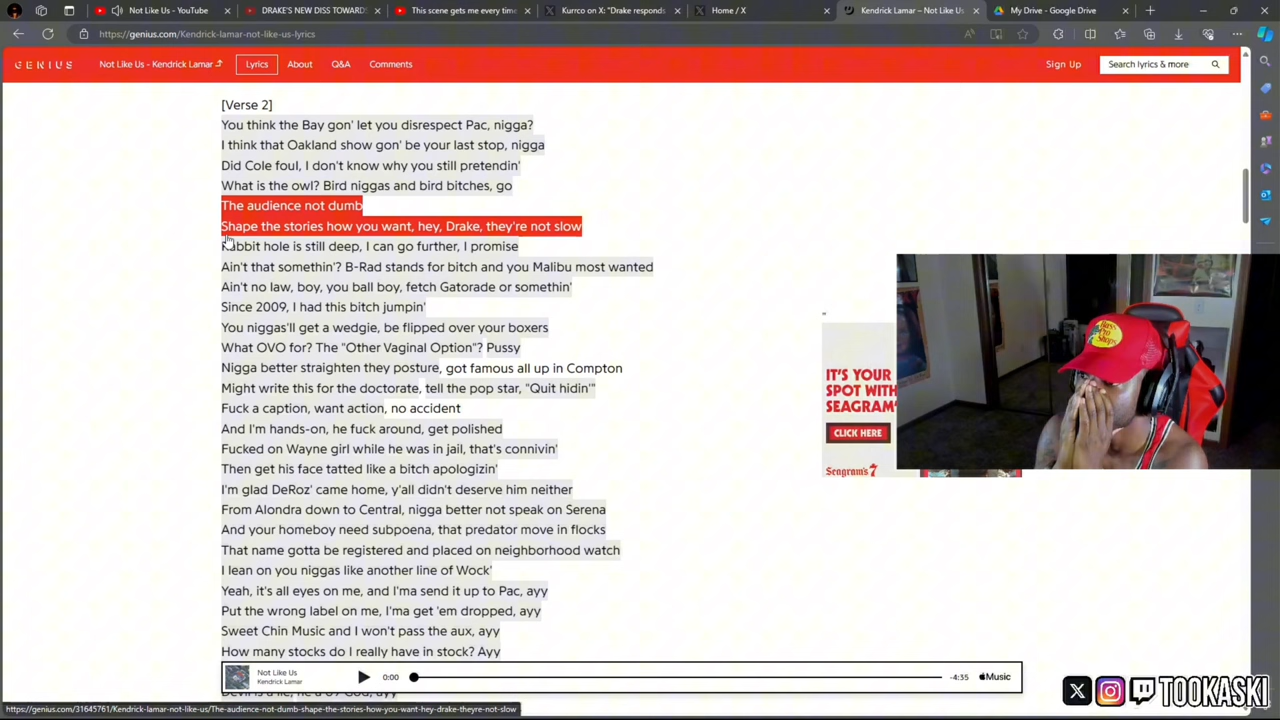 Not Like Us - YouTube
DRAKE'S NEW DISS TOWARDS
This scene gets me every time
Kurrco on X: "Drake responds
Home / X
Kendrick Lamar – Not Like Us
My Drive - Google Drive
https://genius.com/Kendrick-lamar-not-like-us-lyrics
GENIUS
Not Like Us - Kendrick Lamar
Lyrics
About
Q&A
Comments
Sign Up
Search lyrics & more
[Verse 2]
You think the Bay gon' let you disrespect Pac, nigga?
I think that Oakland show gon' be your last stop, nigga
Did Cole foul, I don't know why you still pretendin'
What is the owl? Bird niggas and bird bitches, go
The audience not dumb
Shape the stories how you want, hey, Drake, they're not slow
Rabbit hole is still deep, I can go further, I promise
Ain't that somethin'? B-Rad stands for bitch and you Malibu most wanted
Ain't no law, boy, you ball boy, fetch Gatorade or somethin'
Since 2009, I had this bitch jumpin'
You niggas'll get a wedgie, be flipped over your boxers
What OVO for? The "Other Vaginal Option"? Pussy
Nigga better straighten they posture, got famous all up in Compton
Might write this for the doctorate, tell the pop star, "Quit hidin'"
Fuck a caption, want action, no accident
And I'm hands-on, he fuck around, get polished
Fucked on Wayne girl while he was in jail, that's connivin'
Then get his face tatted like a bitch apologizin'
I'm glad DeRoz' came home, y'all didn't deserve him neither
From Alondra down to Central, nigga better not speak on Serena
And your homeboy need subpoena, that predator move in flocks
That name gotta be registered and placed on neighborhood watch
I lean on you niggas like another line of Wock'
Yeah, it's all eyes on me, and I'ma send it up to Pac, ayy
Put the wrong label on me, I'ma get 'em dropped, ayy
Sweet Chin Music and I won't pass the aux, ayy
How many stocks do I really have in stock? Ayy
IT'S YOUR
SPOT WITH
SEAGRAM'
CLICK HERE
Seagram's 7
Bass Pro Shops
Not Like Us
Kendrick Lamar
0:00
-4:35
Music
https://genius.com/31645761/Kendrick-lamar-not-like-us/The-audience-not-dumb-shape-the-stories-how-you-want-hey-drake-theyre-not-slow
TOOKASKI